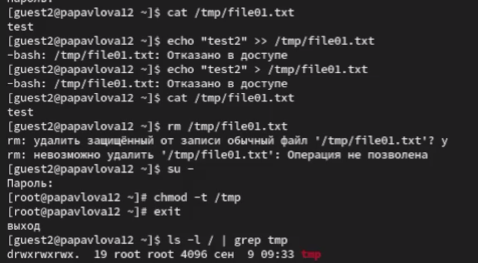 Пароль:
[guest2@papavlova12 ~]$ cat /tmp/file01.txt
test
[guest2@papavlova12 ~]$ echo "test2" >> /tmp/file01.txt
-bash: /tmp/file01.txt: Отказано в доступе
[guest2@papavlova12 ~]$ echo "test2" > /tmp/file01.txt
-bash: /tmp/file01.txt: Отказано в доступе
[guest2@papavlova12 ~]$ cat /tmp/file01.txt
test
[guest2@papavlova12 ~]$ rm /tmp/file01.txt
rm: удалить защищённый от записи обычный файл '/tmp/file01.txt'? y
rm: невозможно удалить '/tmp/file01.txt': Операция не позволена
[guest2@papavlova12 ~]$ su -
Пароль:
[root@papavlova12 ~]# chmod -t /tmp
[root@papavlova12 ~]# exit
выход
[guest2@papavlova12 ~]$ ls -l / | grep tmp
drwxrwxrwx.  19 root root 4096 сен  9 09:33 tmp